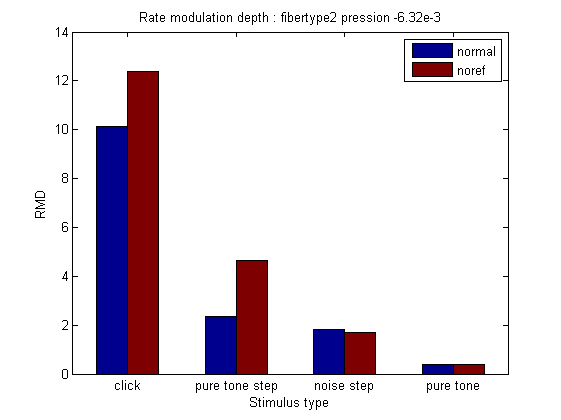 Rate modulation depth : fibertype2 pression -6.32e-3
14
12
10
8
6
4
2
0
RMD
normal
noref
click
pure tone step
noise step
pure tone
Stimulus type